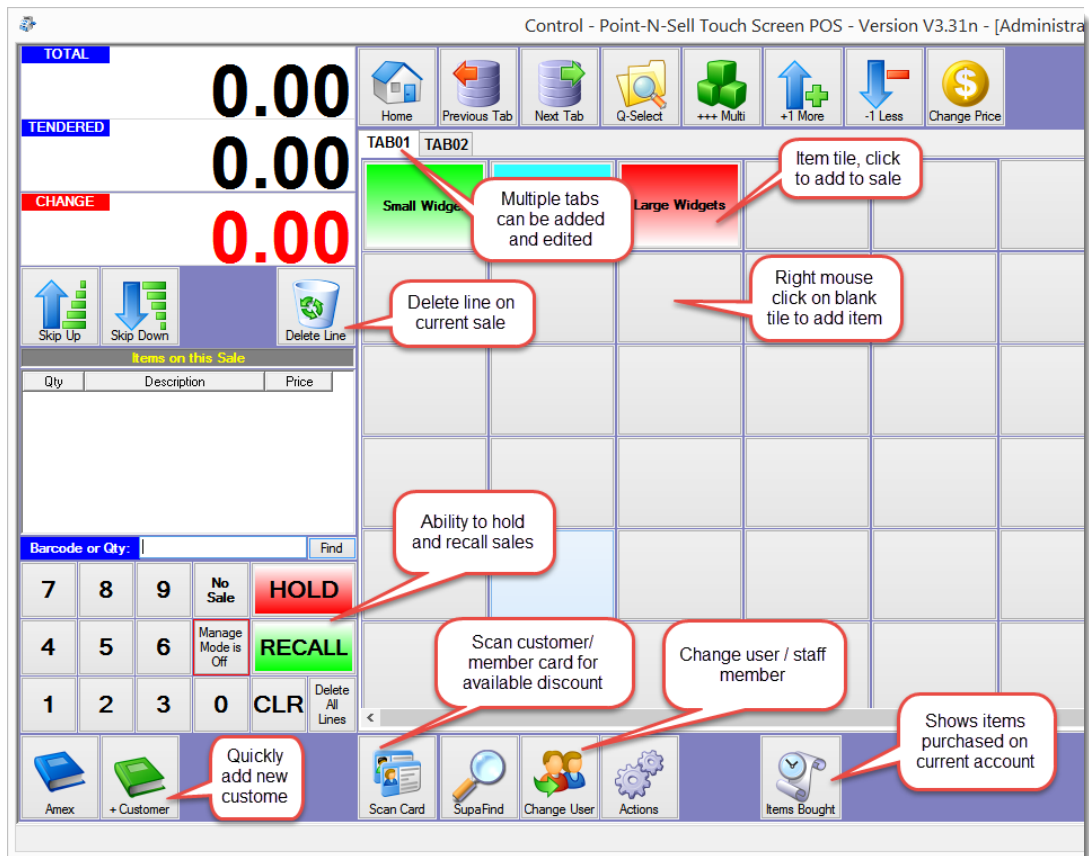 Control - Point-N-Sell Touch Screen POS - Version V3.31n - [Administra
TOTAL
0.00
TENDERED
0.00
CHANGE
0.00
Home
Previous Tab
Next Tab
Q-Select
+++ Multi
+1 More
-1 Less
Change Price
TAB01 TAB02
Small Widge
Large Widgets
Multiple tabs
can be added
and edited
Item tile, click
to add to sale
Right mouse
click on blank
tile to add item
Skip Up
Skip Down
Delete Line
Delete line on
current sale
Items on this Sale
Qty Description Price
Ability to hold
and recall sales
Barcode or Qty: Find
7 8 9 No
Sale HOLD
4 5 6 Manage
Mode is
Off RECALL
1 2 3 0 CLR Delete
All
Lines
Scan customer/
member card for
available discount
Change user / staff
member
Shows items
purchased on
current account
Quickly
add new
custome
Amex
+ Customer
Scan Card
SupaFind
Change User
Actions
Items Bought